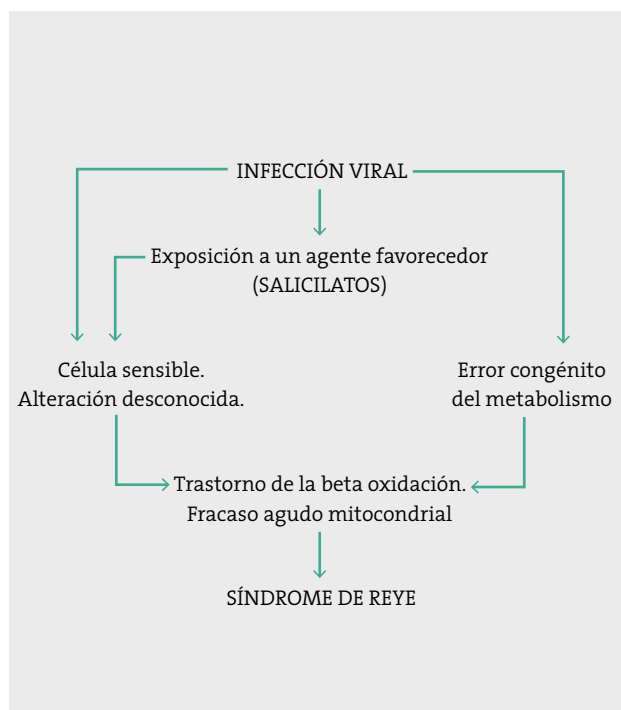 INFECCIÓN VIRAL
Exposición a un agente favorecedor
(SALICILATOS)
Célula sensible.
Alteración desconocida.
Error congénito
del metabolismo
Trastorno de la beta oxidación.
Fracaso agudo mitocondrial
SÍNDROME DE REYE